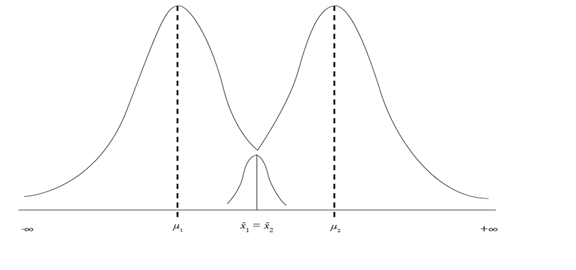 -∞ μ₁ x̄₁ = x̄₂ μ₂ +∞